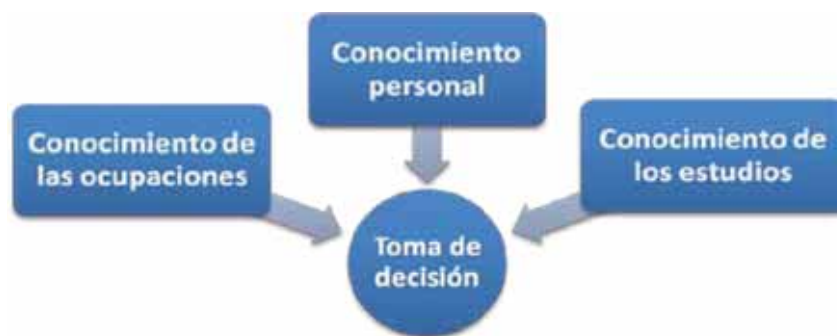 Conocimiento
personal
Conocimiento de
las ocupaciones
Conocimiento de
los estudios
Toma de
decisión